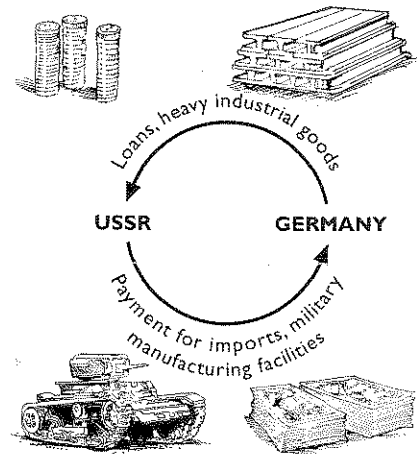 Loans, heavy industrial goods
USSR
GERMANY
Payment for imports, military
manufacturing facilities